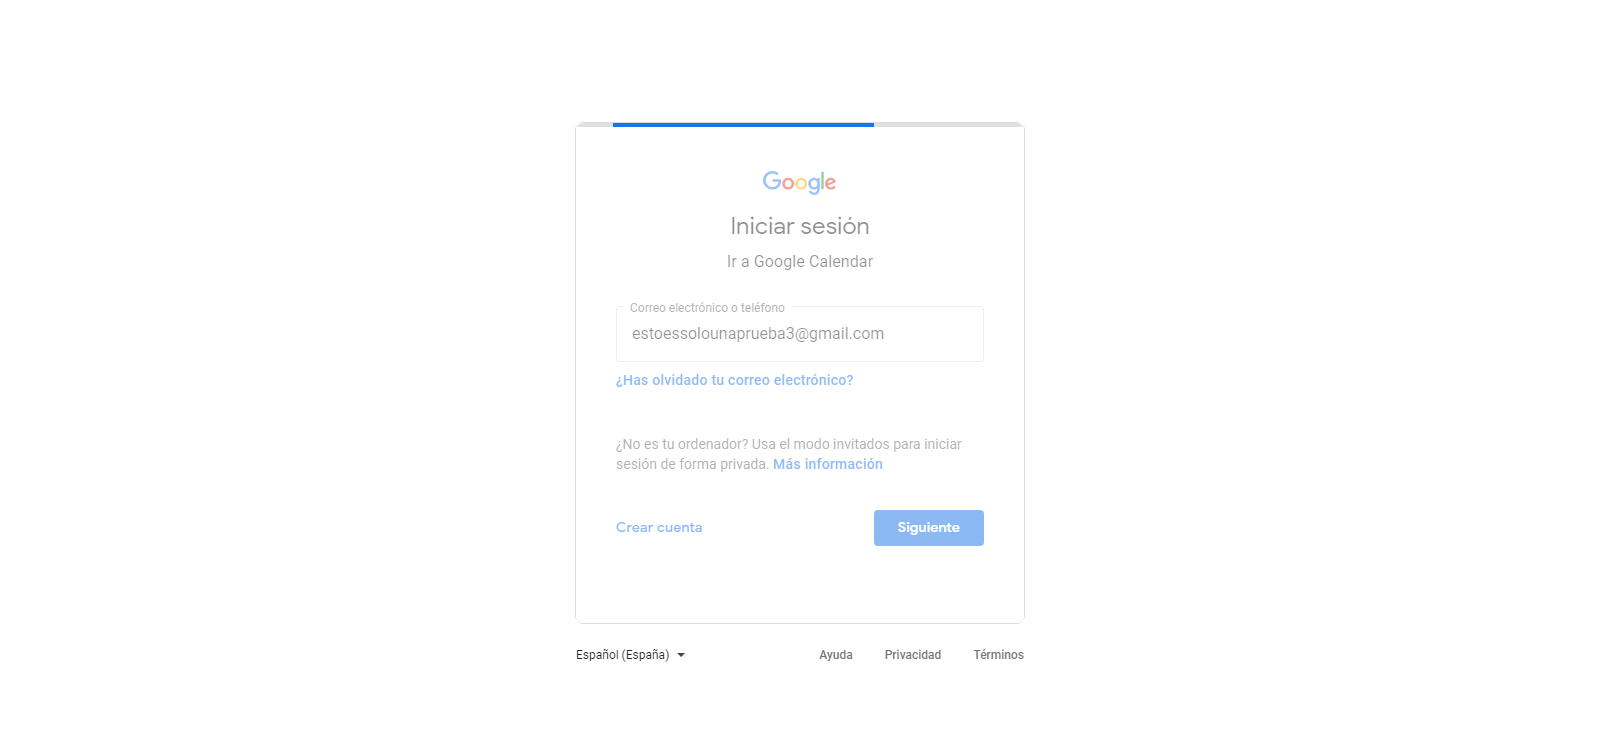 Google
Iniciar sesión
Ir a Google Calendar
Correo electrónico o teléfono
estoessolounaprueba3@gmail.com
¿Has olvidado tu correo electrónico?
¿No es tu ordenador? Usa el modo invitados para iniciar
sesión de forma privada. Más información
Crear cuenta
Siguiente
Español (España)
Ayuda
Privacidad
Términos